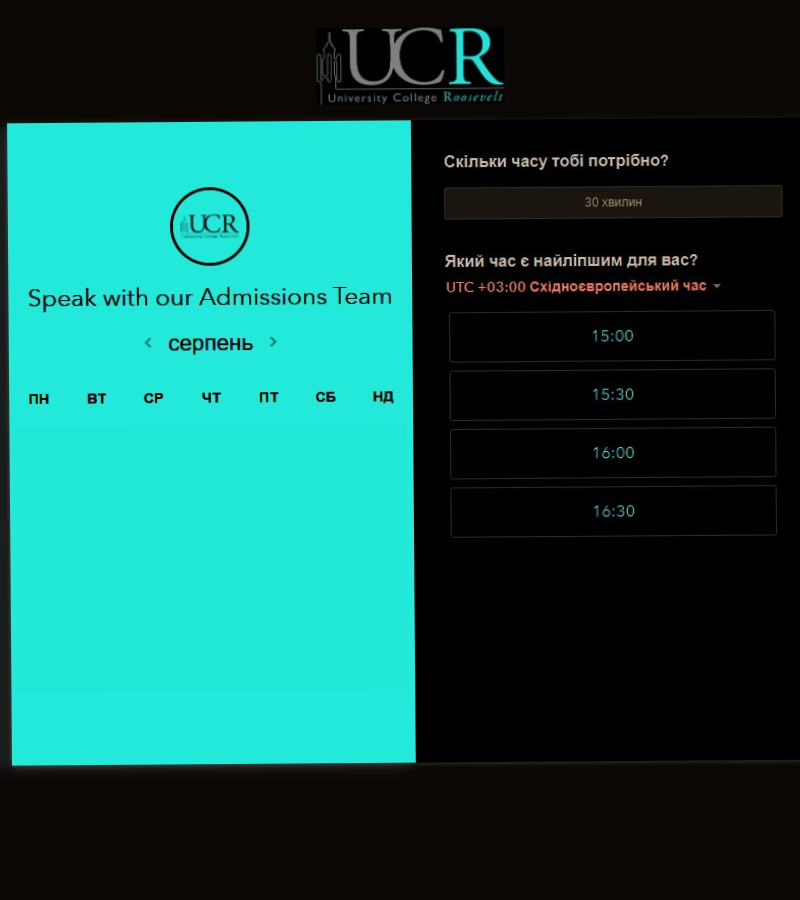 UCR
University College Roosevelt
UCR
Speak with our Admissions Team
серпень
ПН ВТ СР ЧТ ПТ СБ НД
Скільки часу тобі потрібно?
30 хвилин
Який час є найліпшим для вас?
UTC +03:00 Східноєвропейський час
15:00
15:30
16:00
16:30